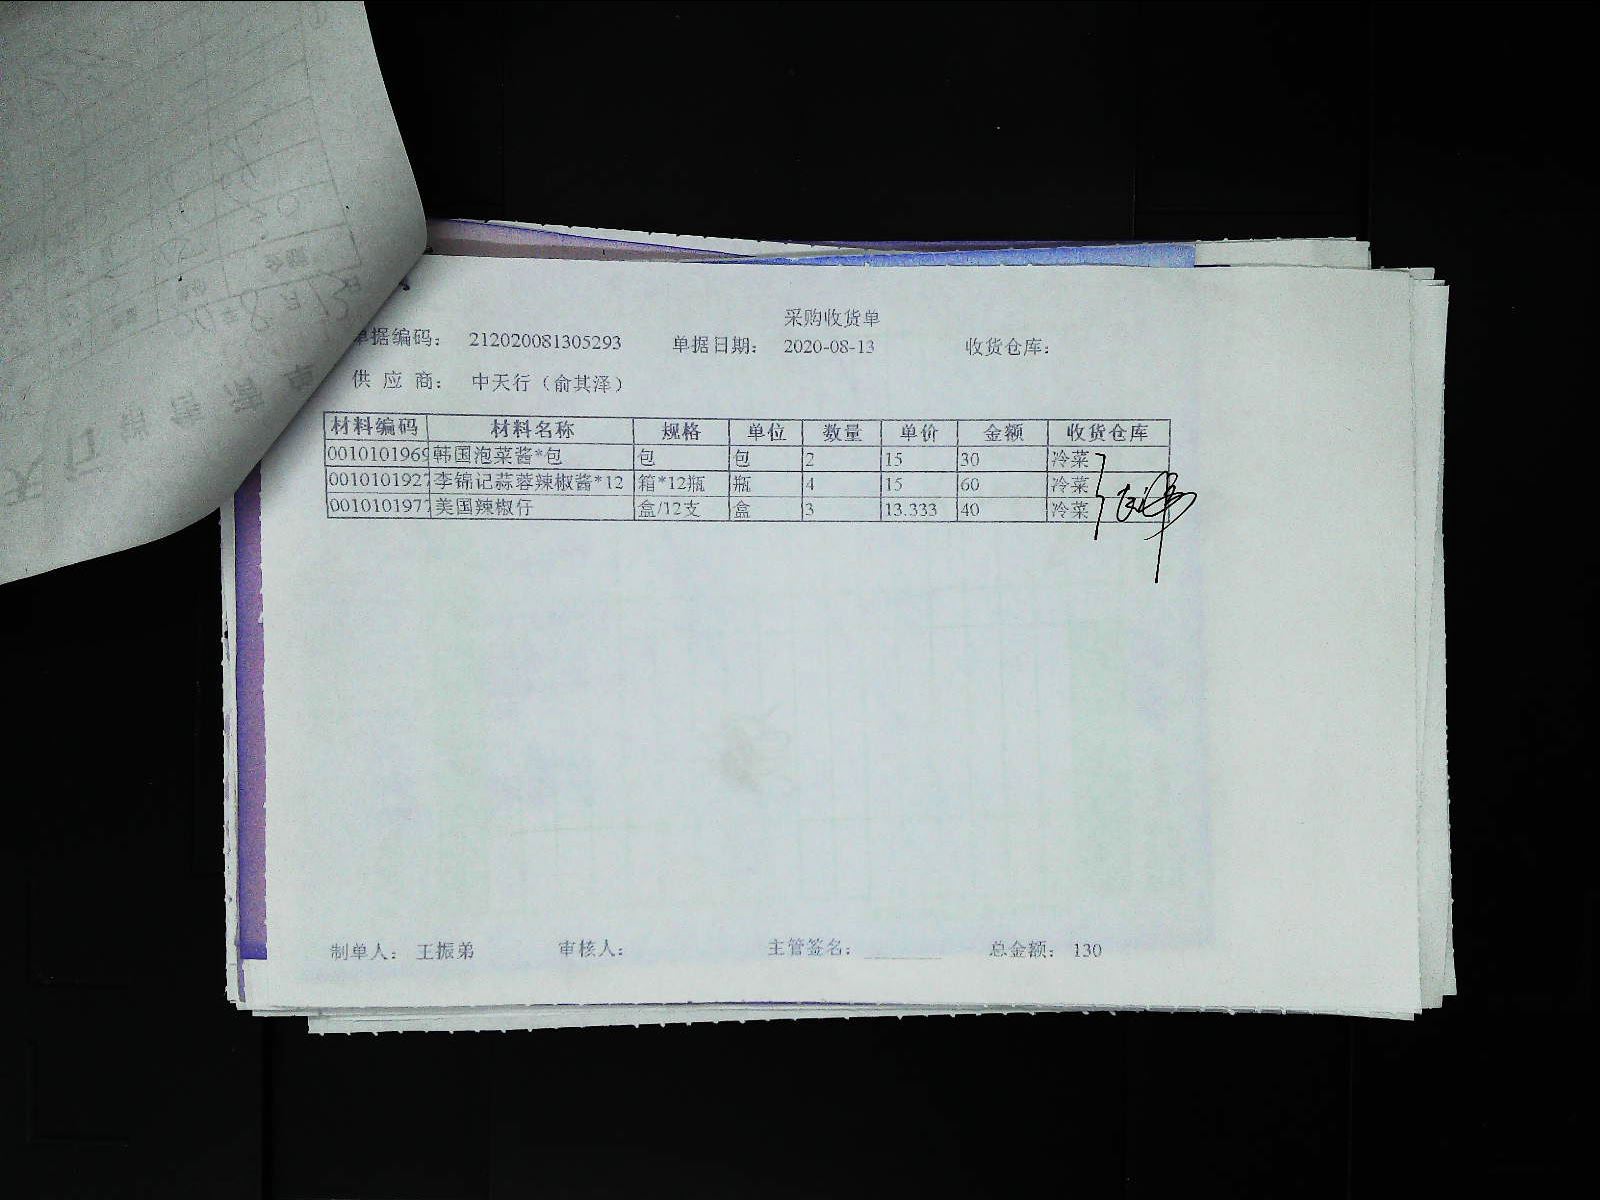 采购收货单
单据编码： 212020081305293 单据日期： 2020-08-13 收货仓库：
供 应 商： 中天行（俞其泽）
材料编码 材料名称 规格 单位 数量 单价 金额 收货仓库
0010101969 韩国泡菜酱*包 包 包 2 15 30 冷菜
0010101927 李锦记蒜蓉辣椒酱*12 箱*12瓶 瓶 4 15 60 冷菜
0010101977 美国辣椒仔 盒/12支 盒 3 13.333 40 冷菜
制单人： 王振弟 审核人： 主管签名： 总金额： 130